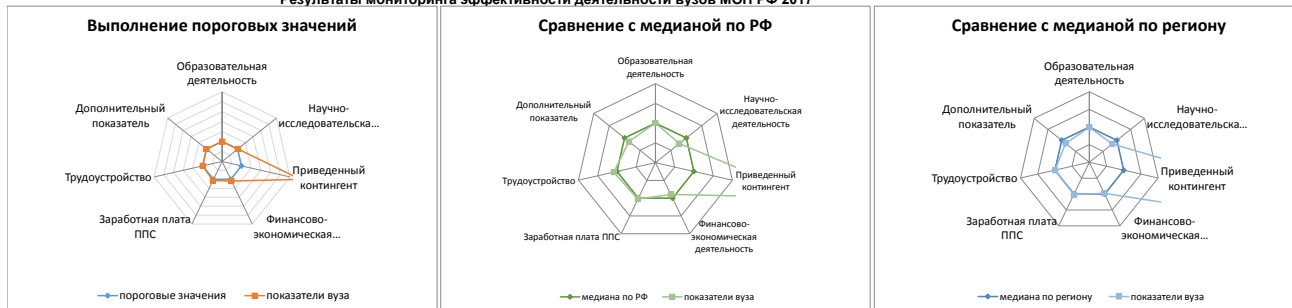 Результаты мониторинга эффективности деятельности вузов МОН РФ 2017
Выполнение пороговых значений
Образовательная
деятельность
Научно-
исследовательска...
Приведенный
контингент
Финансово-
экономическая...
Заработная плата
ППС
Трудоустройство
Дополнительный
показатель
пороговые значения
показатели вуза
Сравнение с медианой по РФ
Образовательная
деятельность
Научно-
исследовательская
деятельность
Приведенный
контингент
Финансово-
экономическая
деятельность
Заработная плата ППС
Трудоустройство
Дополнительный
показатель
медиана по РФ
показатели вуза
Сравнение с медианой по региону
Образовательная
деятельность
Научно-
исследовательска...
Приведенный
контингент
Финансово-
экономическая...
Заработная плата
ППС
Трудоустройство
Дополнительный
показатель
медиана по региону
показатели вуза